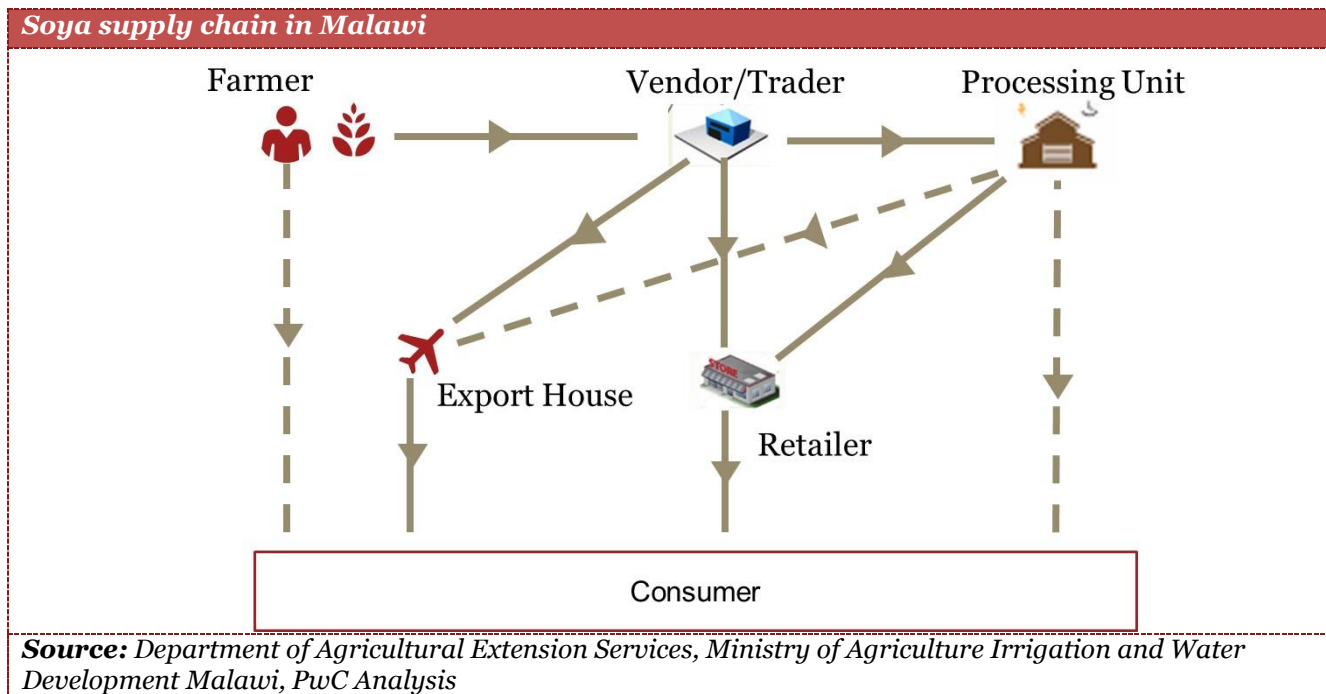 Soya supply chain in Malawi
Farmer
Vendor/Trader
Processing Unit
STORE
Export House
Retailer
Consumer
Source: Department of Agricultural Extension Services, Ministry of Agriculture Irrigation and Water
Development Malawi, PwC Analysis